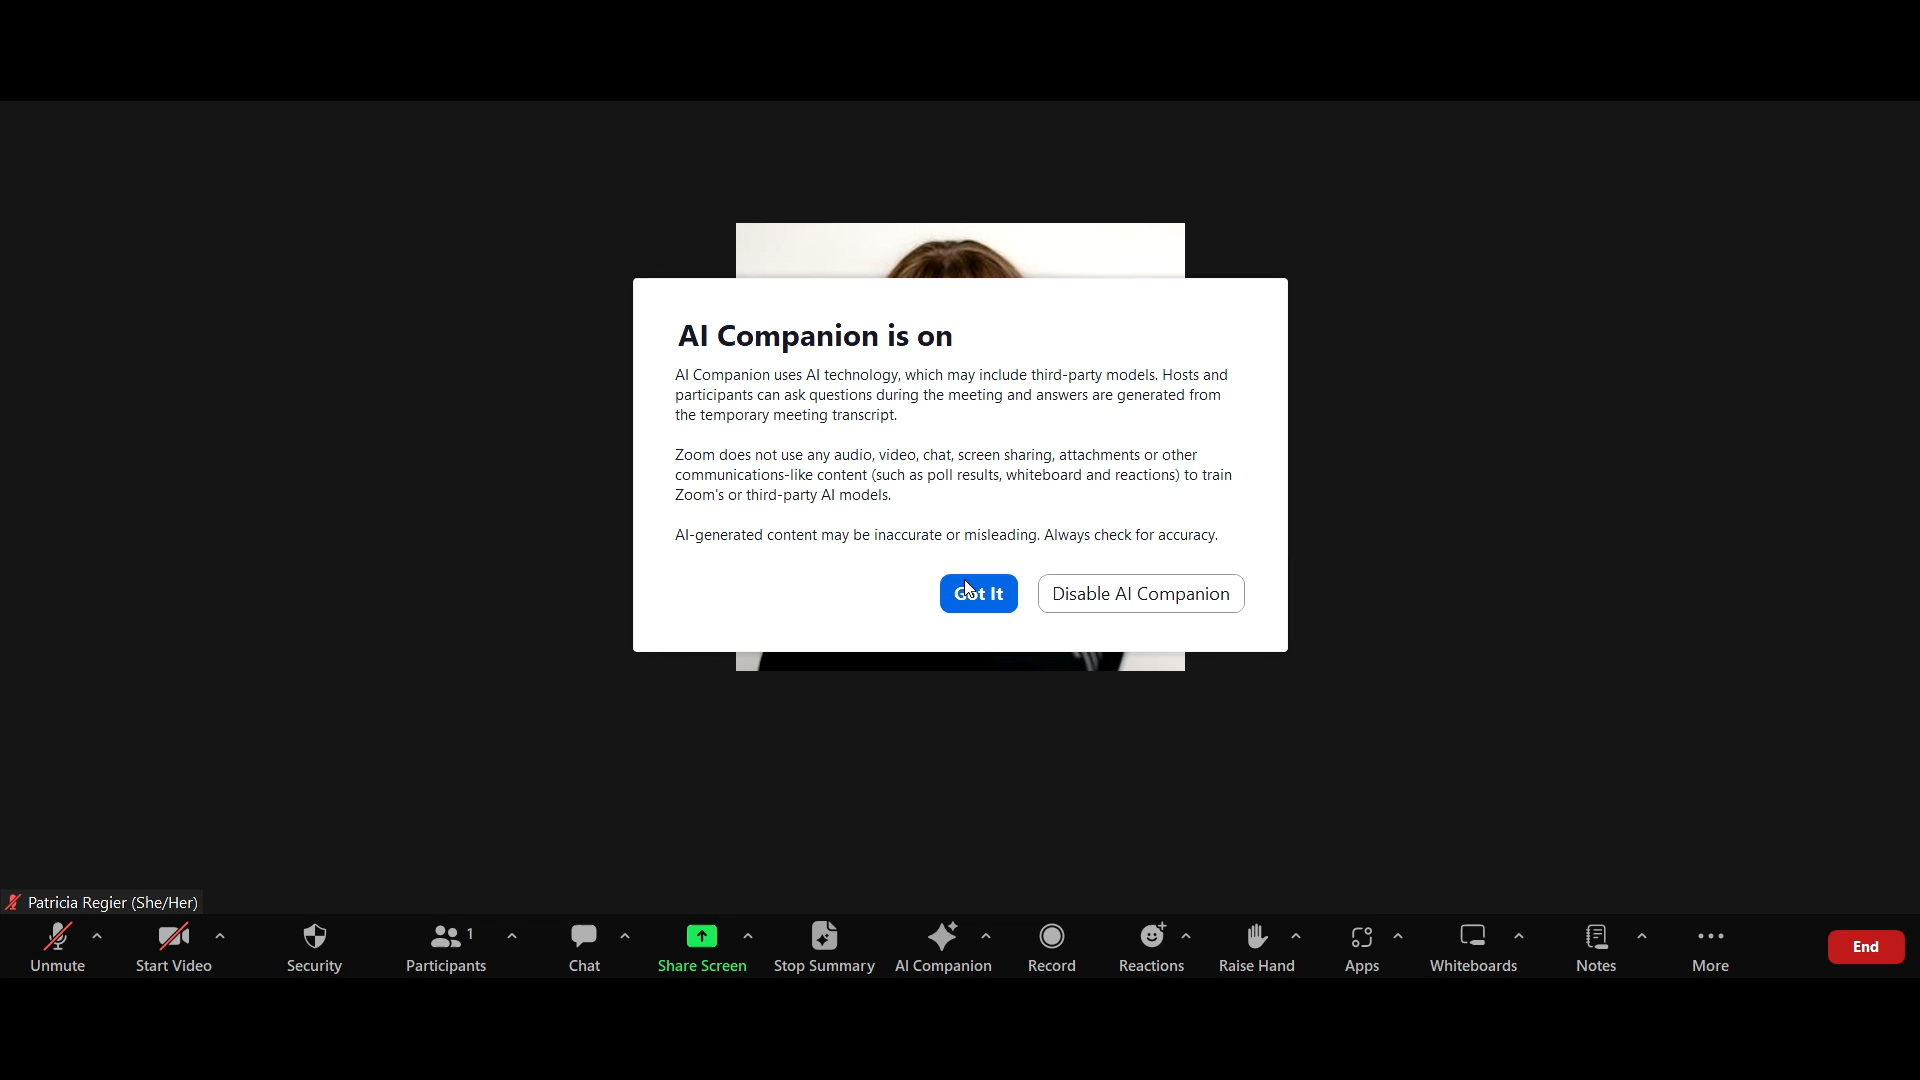 AI Companion is on
AI Companion uses AI technology, which may include third-party models. Hosts and
participants can ask questions during the meeting and answers are generated from
the temporary meeting transcript.
Zoom does not use any audio, video, chat, screen sharing, attachments or other
communications-like content (such as poll results, whiteboard and reactions) to train
Zoom's or third-party AI models.
AI-generated content may be inaccurate or misleading. Always check for accuracy.
Got It Disable AI Companion
Patricia Regier (She/Her)
1
Unmute Start Video Security Participants Chat Share Screen Stop Summary AI Companion Record Reactions Raise Hand Apps Whiteboards Notes More End